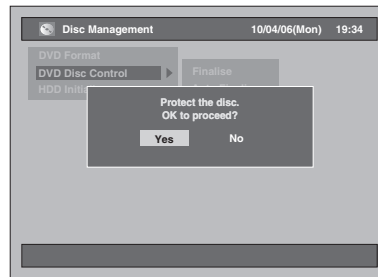 Disc Management 10/04/06(Mon) 19:34
DVD Format
DVD Disc Control Finalise
HDD
Protect the disc.
OK to proceed?
Yes No